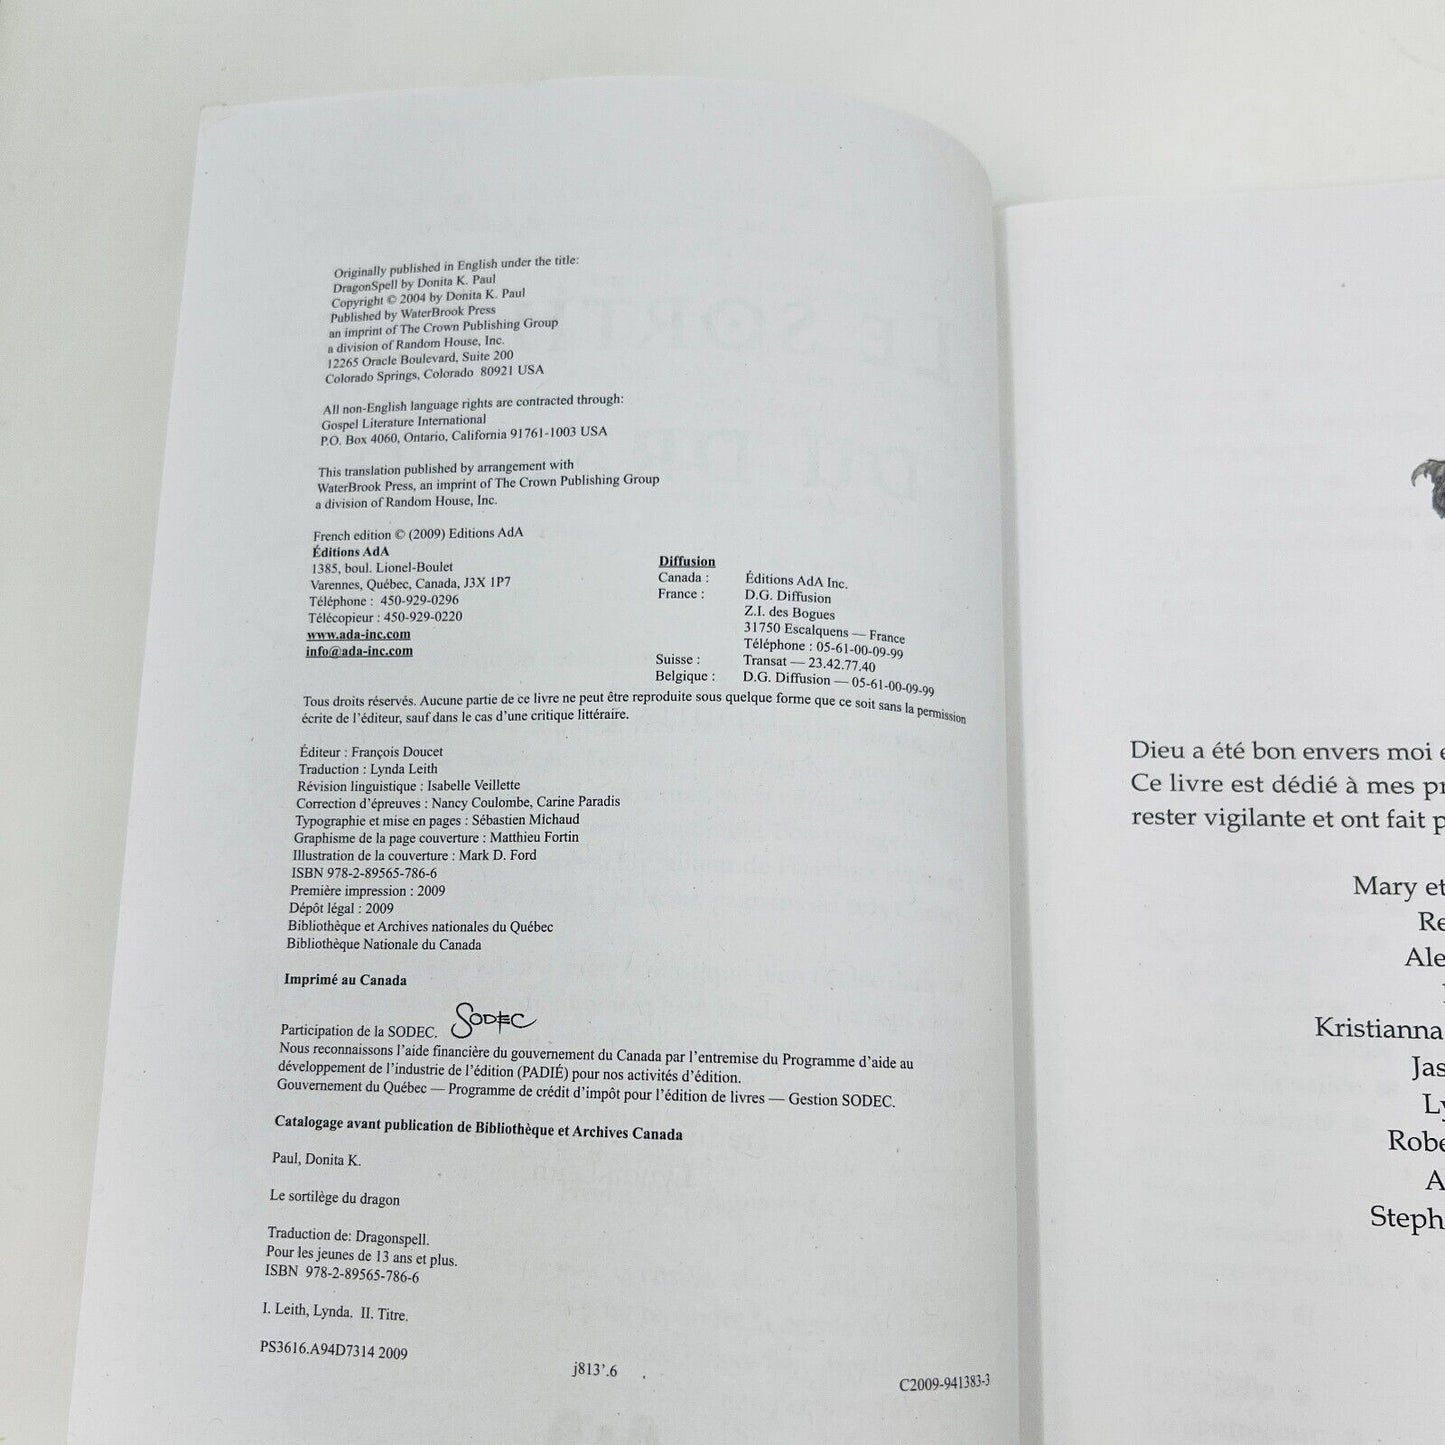 Originally published in English under the title:
DragonSpell by Donita K. Paul
Copyright © 2004 by Donita K. Paul
Published by WaterBrook Press
an imprint of The Crown Publishing Group
a division of Random House, Inc.
12265 Oracle Boulevard, Suite 200
Colorado Springs, Colorado 80921 USA
All non-English language rights are contracted through:
Gospel Literature International
P.O. Box 4060, Ontario, California 91761-1003 USA
This translation published by arrangement with
WaterBrook Press, an imprint of The Crown Publishing Group
a division of Random House, Inc.
French edition © (2009) Editions AdA
Éditions AdA
1385, boul. Lionel-Boulet
Varennes, Québec, Canada, J3X 1P7
Téléphone : 450-929-0296
Télécopieur : 450-929-0220
www.ada-inc.com
info@ada-inc.com
Diffusion
Canada : Éditions AdA Inc.
France : D.G. Diffusion
Z.I. des Bogues
31750 Escalquens — France
Téléphone : 05-61-00-09-99
Suisse : Transat — 23.42.77.40
Belgique : D.G. Diffusion — 05-61-00-09-99
Tous droits réservés. Aucune partie de ce livre ne peut être reproduite sous quelque forme que ce soit sans la permission
écrite de l'éditeur, sauf dans le cas d'une critique littéraire.
Éditeur : François Doucet
Traduction : Lynda Leith
Révision linguistique : Isabelle Veillette
Correction d'épreuves : Nancy Coulombe, Carine Paradis
Typographie et mise en pages : Sébastien Michaud
Graphisme de la page couverture : Matthieu Fortin
Illustration de la couverture : Mark D. Ford
ISBN 978-2-89565-786-6
Première impression : 2009
Dépôt légal : 2009
Bibliothèque et Archives nationales du Québec
Bibliothèque Nationale du Canada
Imprimé au Canada
Participation de la SODEC. SODEC
Nous reconnaissons l'aide financière du gouvernement du Canada par l'entremise du Programme d'aide au
développement de l'industrie de l'édition (PADIÉ) pour nos activités d'édition.
Gouvernement du Québec — Programme de crédit d'impôt pour l'édition de livres — Gestion SODEC.
Catalogage avant publication de Bibliothèque et Archives Canada
Paul, Donita K.
Le sortilège du dragon
Traduction de: Dragonspell.
Pour les jeunes de 13 ans et plus.
ISBN 978-2-89565-786-6
I. Leith, Lynda. II. Titre.
PS3616.A94D7314 2009
j813'.6
C2009-941383-3
Dieu a été bon envers moi
Ce livre est dédié à mes
rester vigilante et ont fait
Mary et
Kristianna